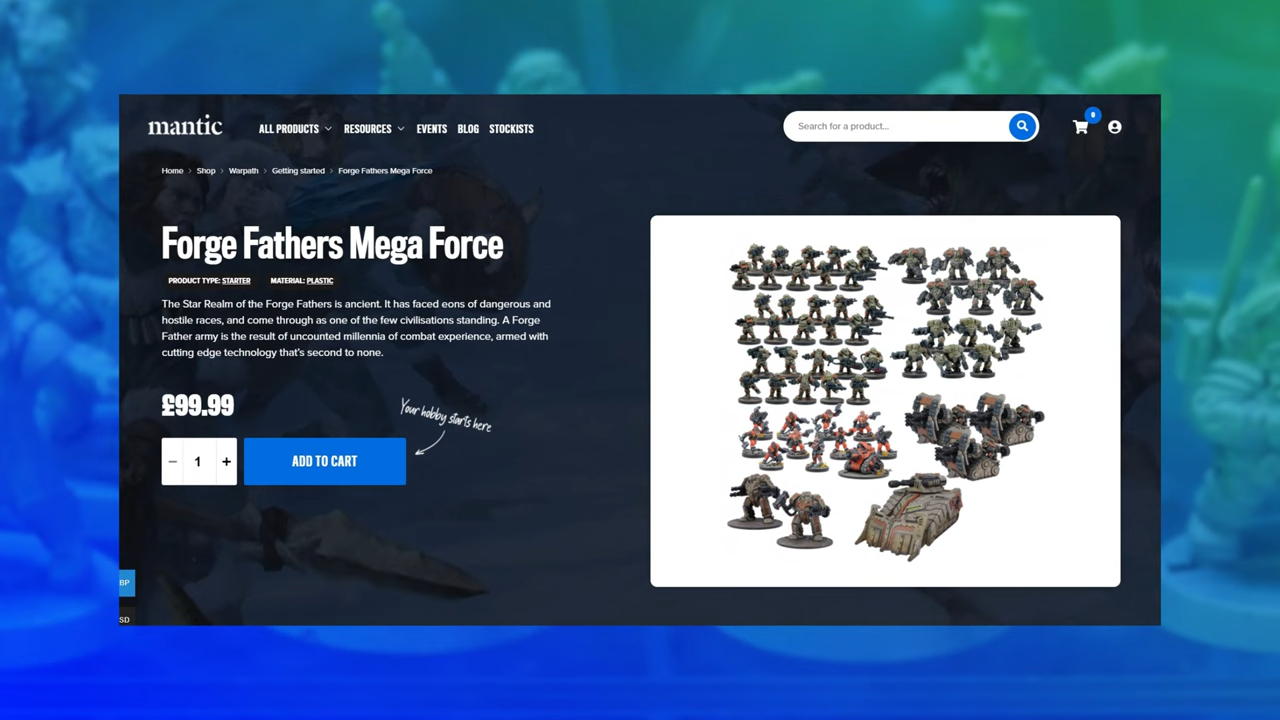 mantic
ALL PRODUCTS RESOURCES EVENTS BLOG STOCKISTS
Search for a product...
0
Home > Shop > Warpath > Getting started > Forge Fathers Mega Force
Forge Fathers Mega Force
PRODUCT TYPE: STARTER MATERIAL: PLASTIC
The Star Realm of the Forge Fathers is ancient. It has faced eons of dangerous and
hostile races, and come through as one of the few civilisations standing. A Forge
Father army is the result of uncounted millennia of combat experience, armed with
cutting edge technology that's second to none.
£99.99
Your hobby starts here
− 1 + ADD TO CART
BP
SD